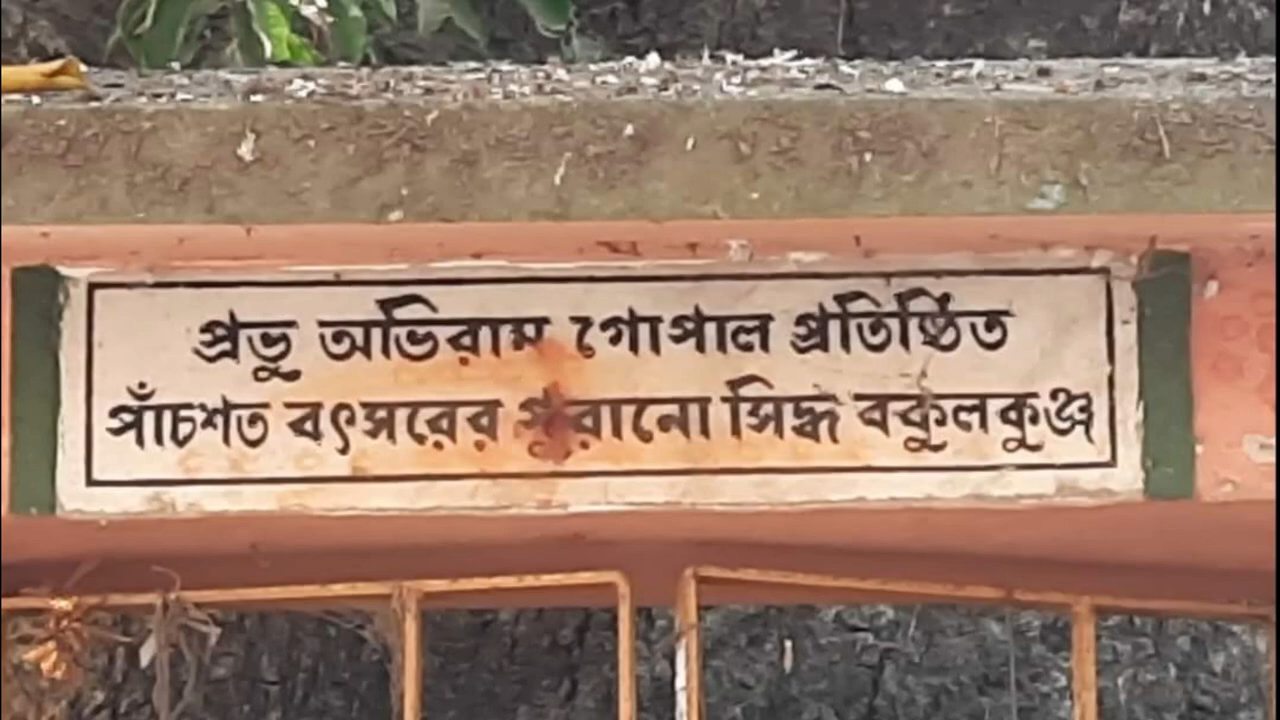 প্রভু অভিরাম গোপাল প্রতিষ্ঠিত
পাঁচশত বৎসরের পুরানো সিদ্ধ বকুলকুঞ্জ